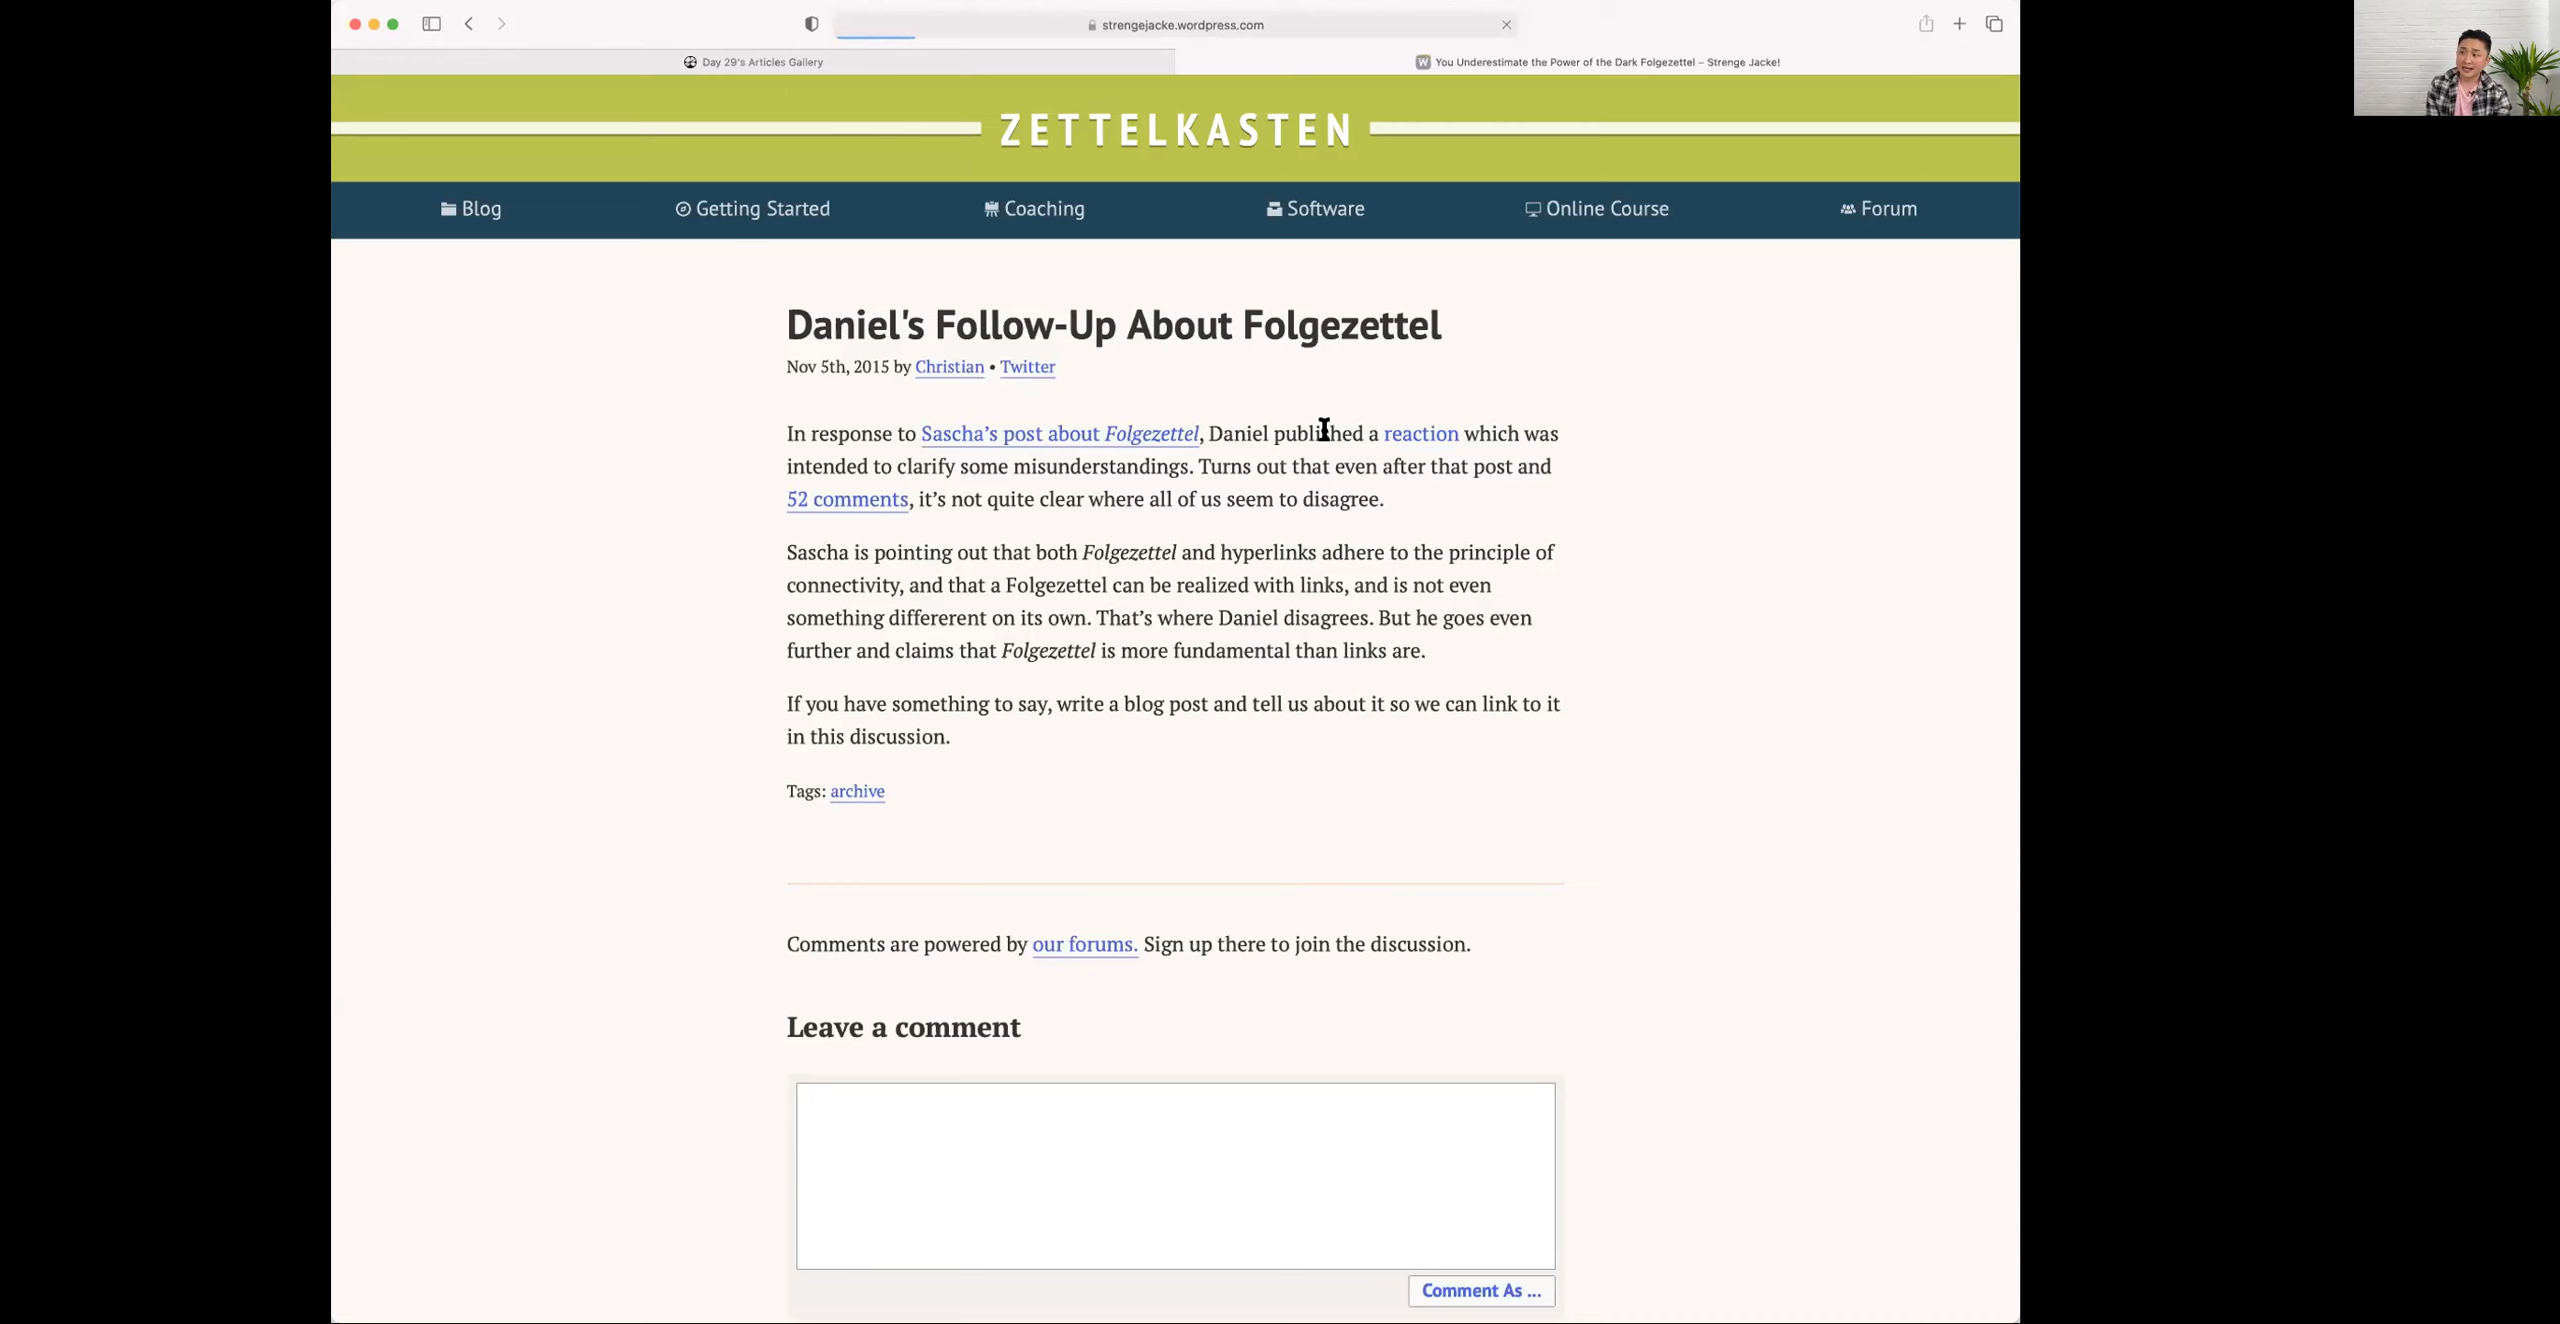 strengejacke.wordpress.com
Day 29's Articles Gallery
W You Underestimate the Power of the Dark Folgezettel – Strenge Jacke!
ZETTELKASTEN
Blog
Getting Started
Coaching
Software
Online Course
Forum
Daniel's Follow-Up About Folgezettel
Nov 5th, 2015 by Christian • Twitter
In response to Sascha’s post about Folgezettel, Daniel published a reaction which was
intended to clarify some misunderstandings. Turns out that even after that post and
52 comments, it’s not quite clear where all of us seem to disagree.
Sascha is pointing out that both Folgezettel and hyperlinks adhere to the principle of
connectivity, and that a Folgezettel can be realized with links, and is not even
something differerent on its own. That’s where Daniel disagrees. But he goes even
further and claims that Folgezettel is more fundamental than links are.
If you have something to say, write a blog post and tell us about it so we can link to it
in this discussion.
Tags: archive
Comments are powered by our forums. Sign up there to join the discussion.
Leave a comment
Comment As ...